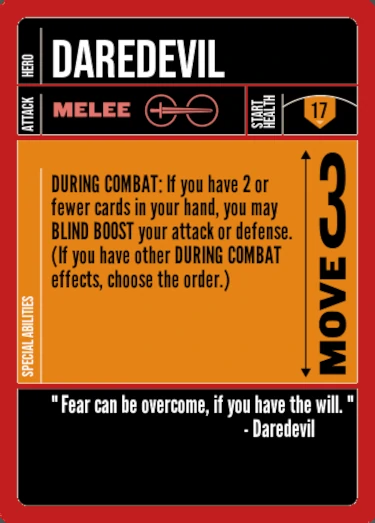 HERO
DAREDEVIL
ATTACK
MELEE
START
HEALTH
17
SPECIAL ABILITIES
DURING COMBAT: If you have 2 or
fewer cards in your hand, you may
BLIND BOOST your attack or defense.
(If you have other DURING COMBAT
effects, choose the order.)
MOVE 3
" Fear can be overcome, if you have the will. "
- Daredevil